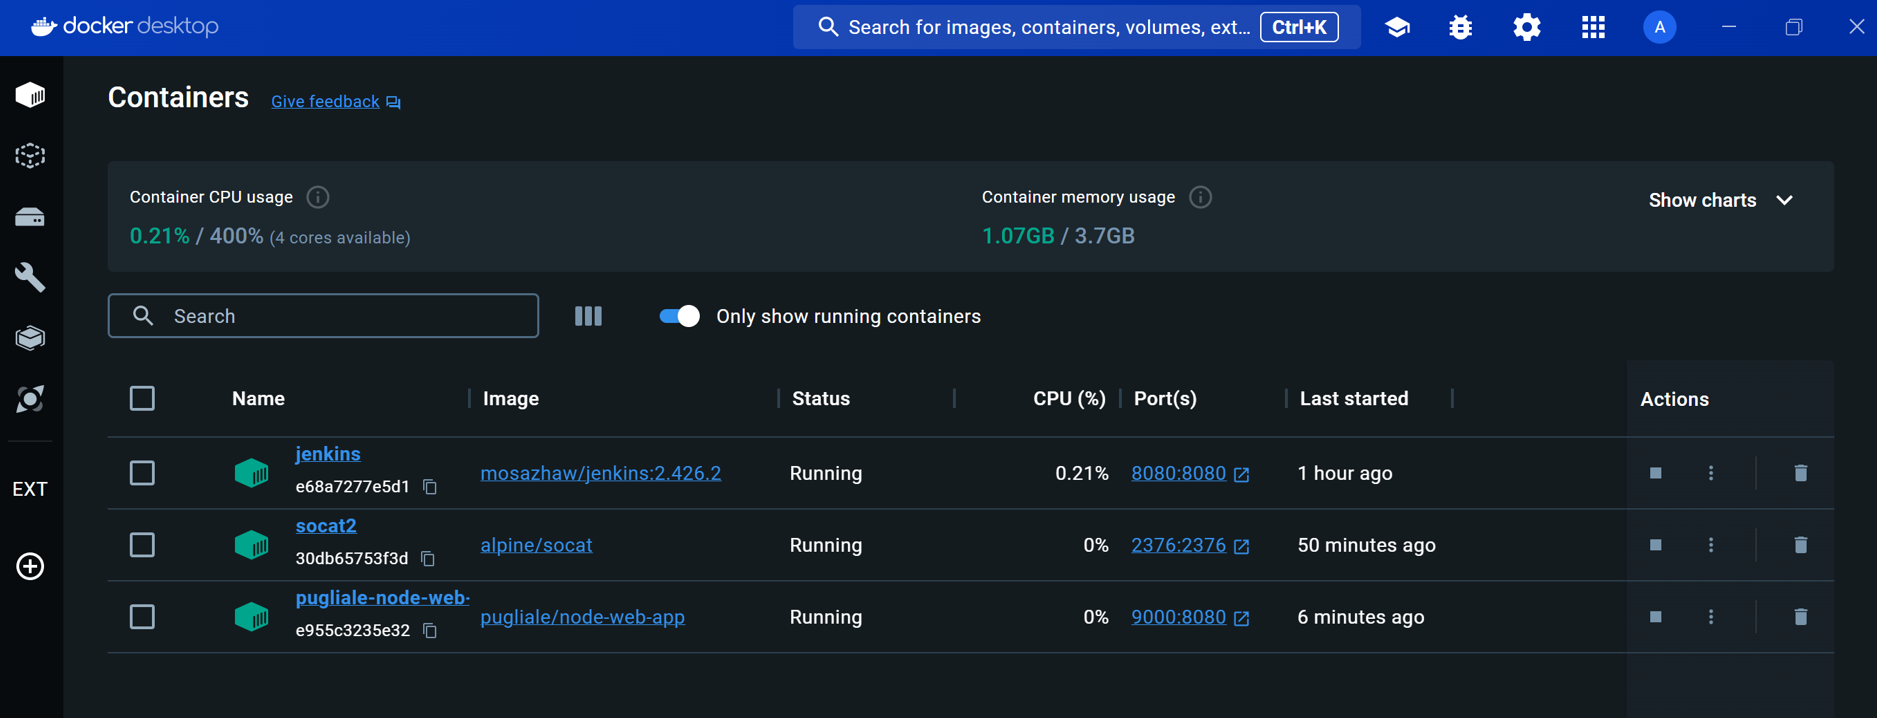 docker desktop
Search for images, containers, volumes, ext... Ctrl+K
A
Containers Give feedback
Container CPU usage
Container memory usage
Show charts
0.21% / 400% (4 cores available)
1.07GB / 3.7GB
Search
Only show running containers
Name Image Status CPU (%) Port(s) Last started Actions
jenkins
e68a7277e5d1
mosazhaw/jenkins:2.426.2 Running 0.21% 8080:8080 1 hour ago
EXT
socat2
30db65753f3d
alpine/socat Running 0% 2376:2376 50 minutes ago
pugliale-node-web-
e955c3235e32
pugliale/node-web-app Running 0% 9000:8080 6 minutes ago